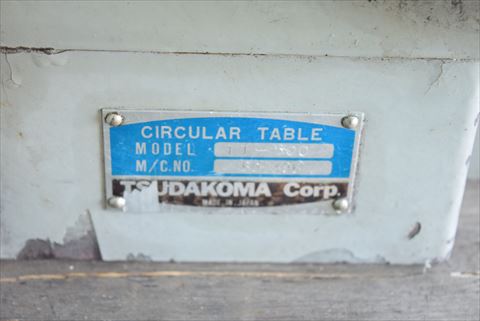 CIRCULAR TABLE
MODEL
M/C.NO.
TSUDAKOMA Corp.
MADE IN JAPAN